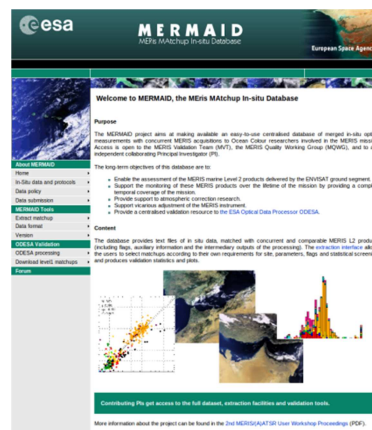 esa
MERMAID
MEris MAtchup In-situ Database
European Space Agenc
Welcome to MERMAID, the MEris MAtchup In-situ Database
Purpose
The MERMAID project aims at making available an easy-to-use centralised database of merged in-situ opti
measurements with concurrent MERIS acquisitions to Ocean Colour researchers involved in the MERIS miss
Access is open to the MERIS Validation Team (MVT), the MERIS Quality Working Group (MQWG), and to
independent collaborating Principal Investigator (PI).
The long-term objectives of this database are to:
Enable the assessment of the MERIS marine Level 2 products delivered by the ENVISAT ground segment.
Support the monitoring of these MERIS products over the lifetime of the mission by providing a compl
temporal coverage of the mission.
Provide support to atmospheric correction research.
Support vicarious adjustment of the MERIS instrument.
Provide a centralised validation resource to the ESA Optical Data Processor ODESA.
About MERMAID
Home
In-Situ data and protocols
Data policy
Data submission
MERMAID Tools
Extract matchup
Data format
Version
ODESA Validation
ODESA processing
Download level1 matchups
Forum
Content
The database provides text files of in situ data, matched with concurrent and comparable MERIS L2 produ
(including flags, auxiliary information and the intermediary outputs of the processing). The extraction interface allo
the users to select matchups according to their own requirements for site, parameters, flags and statistical screeni
and produces validation statistics and plots.
Contributing PIs get access to the full dataset, extraction facilities and validation tools.
More information about the project can be found in the 2nd MERIS/(A)ATSR User Workshop Proceedings (PDF).